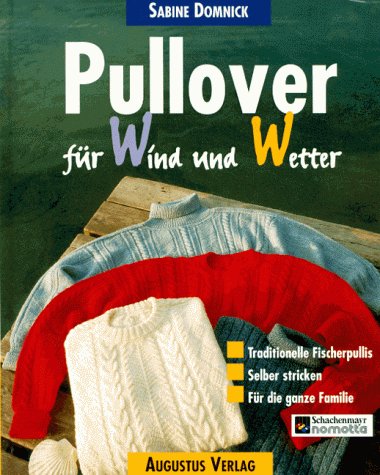 SABINE DOMNICK
Pullover
für Wind und Wetter
Traditionelle Fischerpullis
Selber stricken
Für die ganze Familie
Schachenmayr
nomotta
AUGUSTUS VERLAG